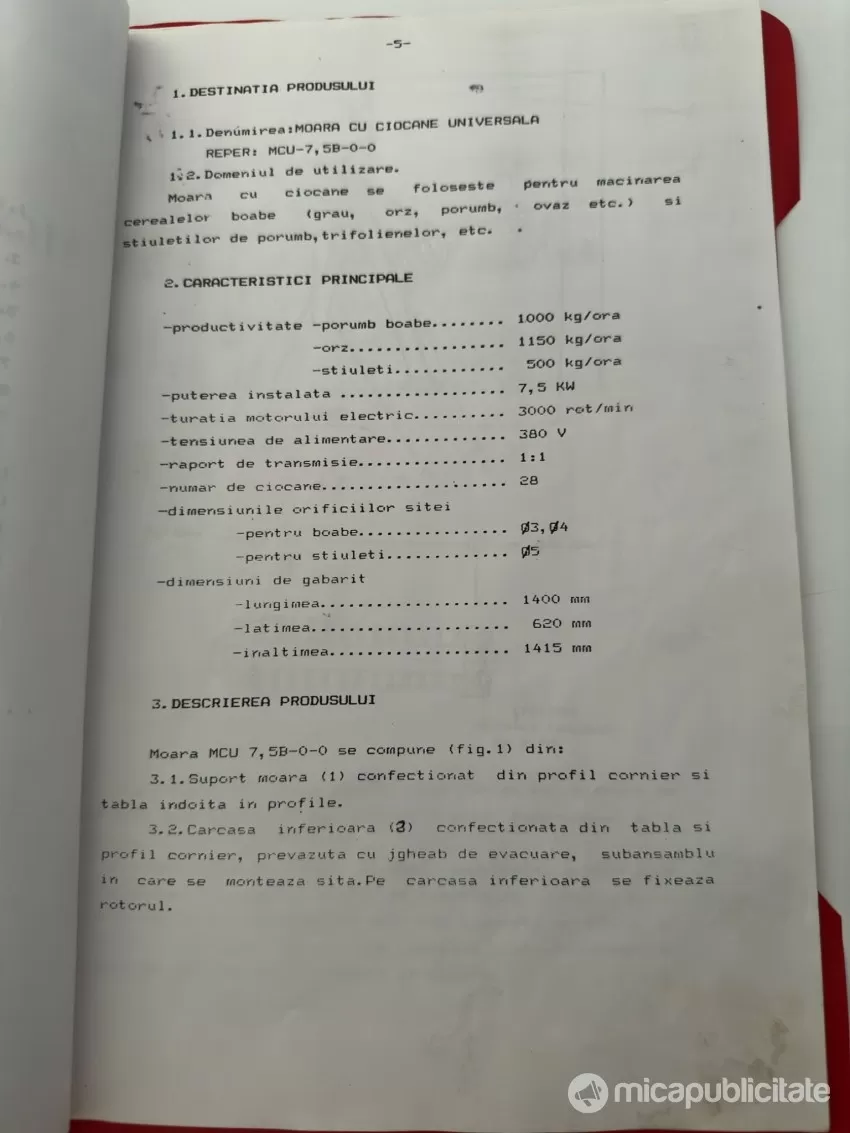 -5-
1. DESTINATIA PRODUSULUI
1.1. Denumirea: MOARA CU CIOCANE UNIVERSALA
REPER: MCU-7,5B-0-0
1.2. Domeniul de utilizare.
Moara cu ciocane se foloseste pentru macinarea
cerealelor boabe (grau, orz, porumb, ovaz etc.) si
stiuletilor de porumb, trifolienelor, etc.
2. CARACTERISTICI PRINCIPALE
-productivitate -porumb boabe........ 1000 kg/ora
-orz................. 1150 kg/ora
-stiuleti............ 500 kg/ora
-puterea instalata .................. 7,5 KW
-turatia motorului electric.......... 3000 rot/min
-tensiunea de alimentare............. 380 V
-raport de transmisie................ 1:1
-numar de ciocane.................... 28
-dimensiunile orificiilor sitei
-pentru boabe................ Ø3, Ø4
-pentru stiuleti............. Ø5
-dimensiuni de gabarit
-lungimea.................... 1400 mm
-latimea..................... 620 mm
-inaltimea................... 1415 mm
3. DESCRIEREA PRODUSULUI
Moara MCU 7,5B-0-0 se compune (fig.1) din:
3.1. Suport moara (1) confectionat din profil cornier si
tabla indoita in profile.
3.2. Carcasa inferioara (2) confectionata din tabla si
profil cornier, prevazuta cu jgheab de evacuare, subansamblu
in care se monteaza sita. Pe carcasa inferioara se fixeaza
rotorul.
micapublicitate